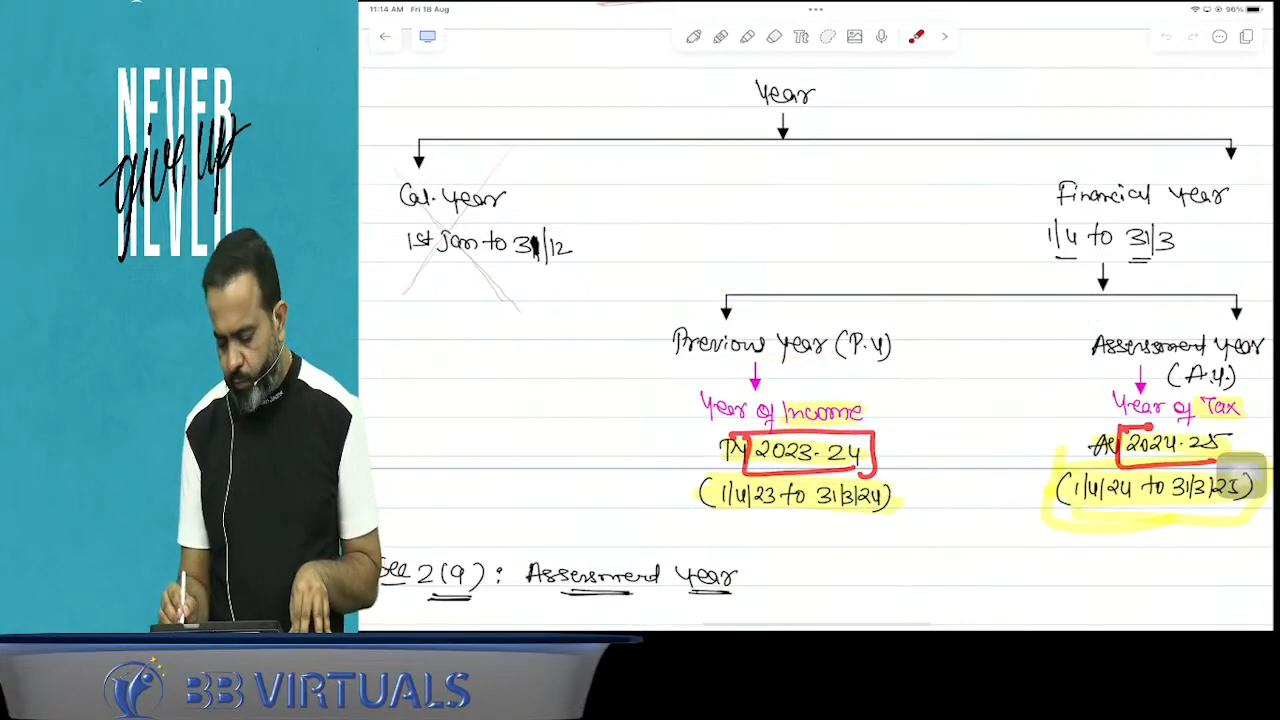 11:14 AM Fri 18 Aug
96%
NEVER
give up
NEVER
Tt
Year
Cal. Year
1st Jan to 31/12
Financial Year
1/4 to 31/3
Previous Year (P.Y)
Assessment Year
(A.Y.)
Year of Income
Year of Tax
PY 2023-24
AY 2024-25
(1/4/23 to 31/3/24)
(1/4/24 to 31/3/25)
Sec 2(9): Assessment Year
BB VIRTUALS